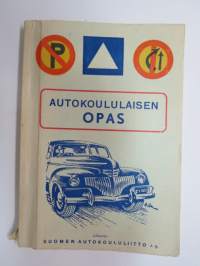 P
AUTOKOULULAISEN
OPAS
SUOMEN AUTOKOULULIITTO r.y.